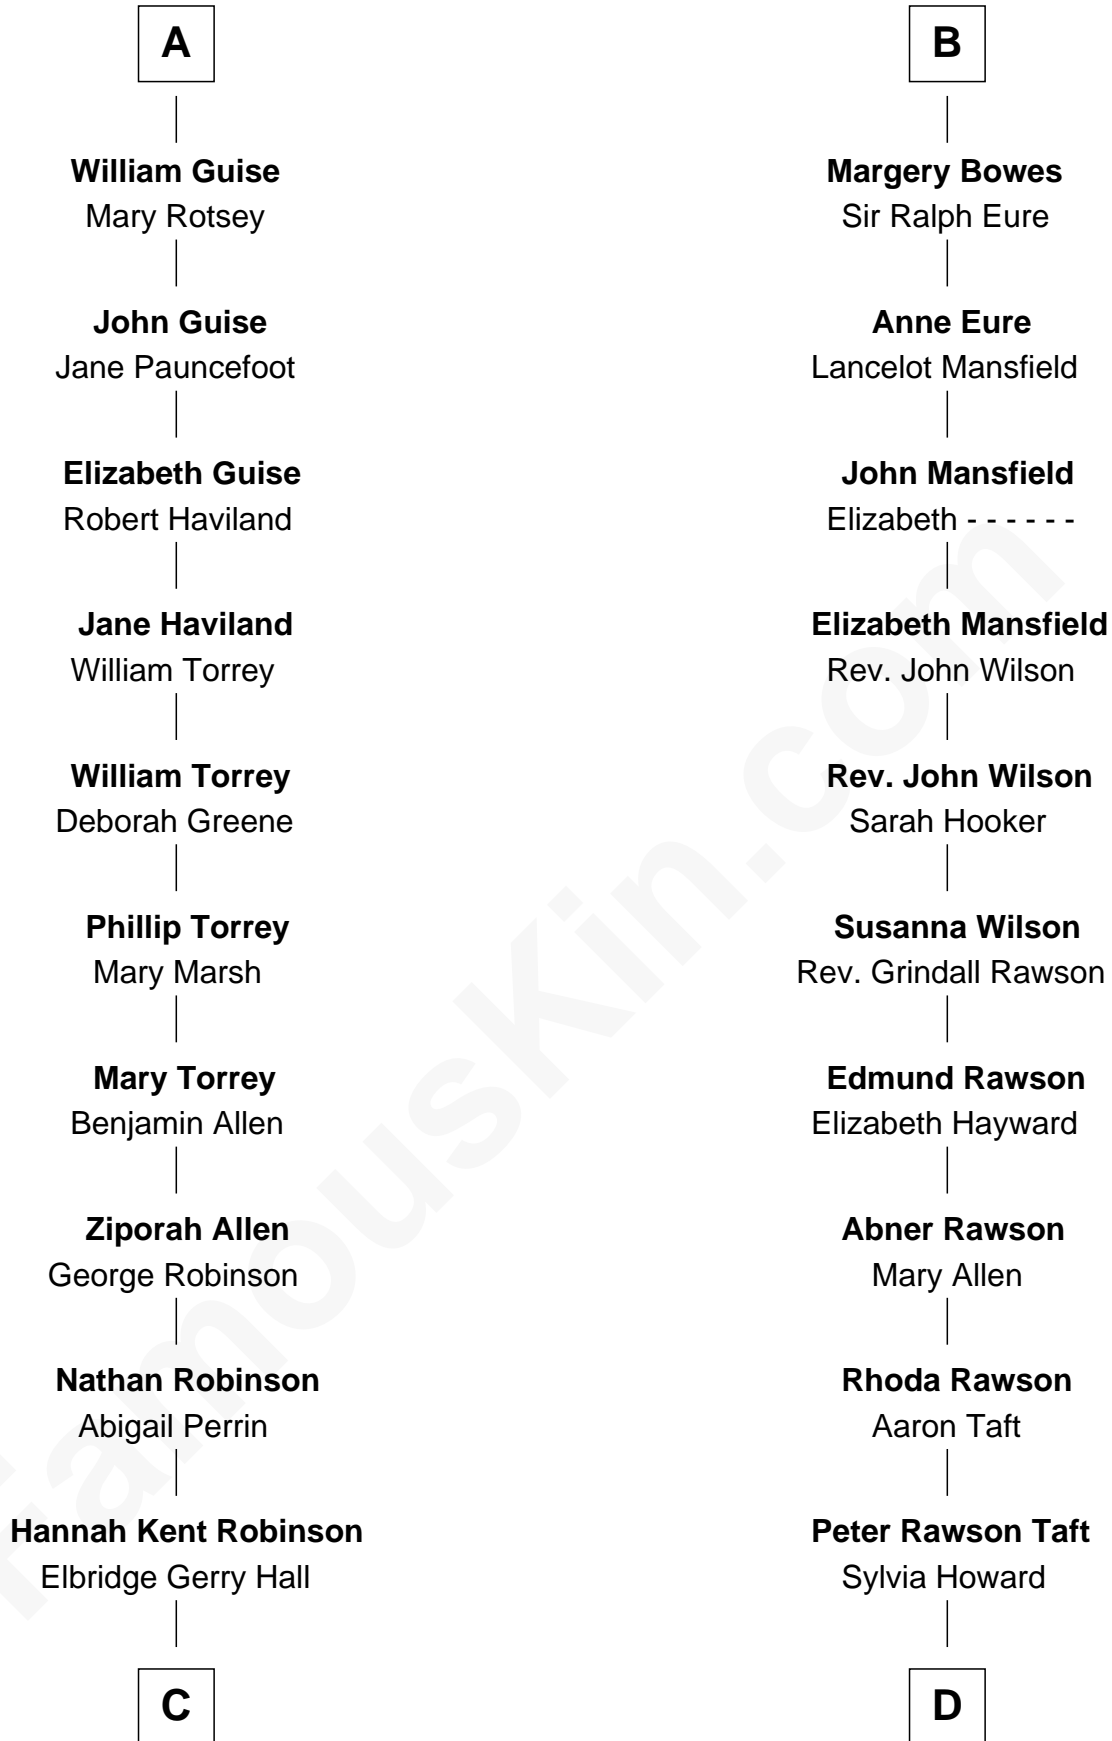 A
William Guise
Mary Rotsey
John Guise
Jane Pauncefoot
Elizabeth Guise
Robert Haviland
Jane Haviland
William Torrey
William Torrey
Deborah Greene
Phillip Torrey
Mary Marsh
Mary Torrey
Benjamin Allen
Ziporah Allen
George Robinson
Nathan Robinson
Abigail Perrin
Hannah Kent Robinson
Elbridge Gerry Hall
C
B
Margery Bowes
Sir Ralph Eure
Anne Eure
Lancelot Mansfield
John Mansfield
Elizabeth - - - - - -
Elizabeth Mansfield
Rev. John Wilson
Rev. John Wilson
Sarah Hooker
Susanna Wilson
Rev. Grindall Rawson
Edmund Rawson
Elizabeth Hayward
Abner Rawson
Mary Allen
Rhoda Rawson
Aaron Taft
Peter Rawson Taft
Sylvia Howard
D
FamousKin.com